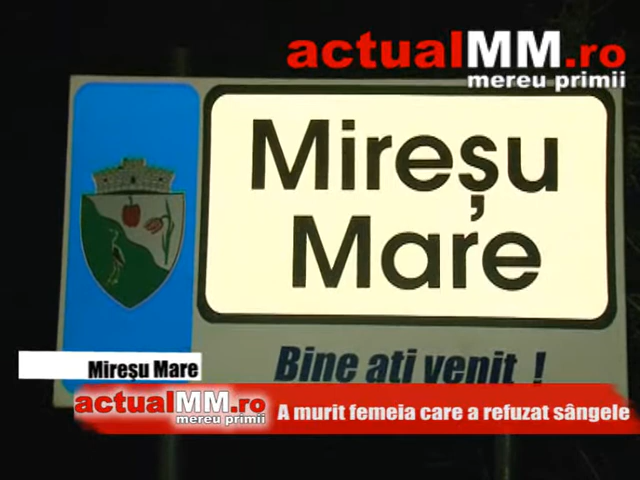 actualMM.ro
mereu primii
Mireșu
Mare
Bine ați venit !
Mireșu Mare
actualMM.ro
mereu primii
A murit femeia care a refuzat sângele